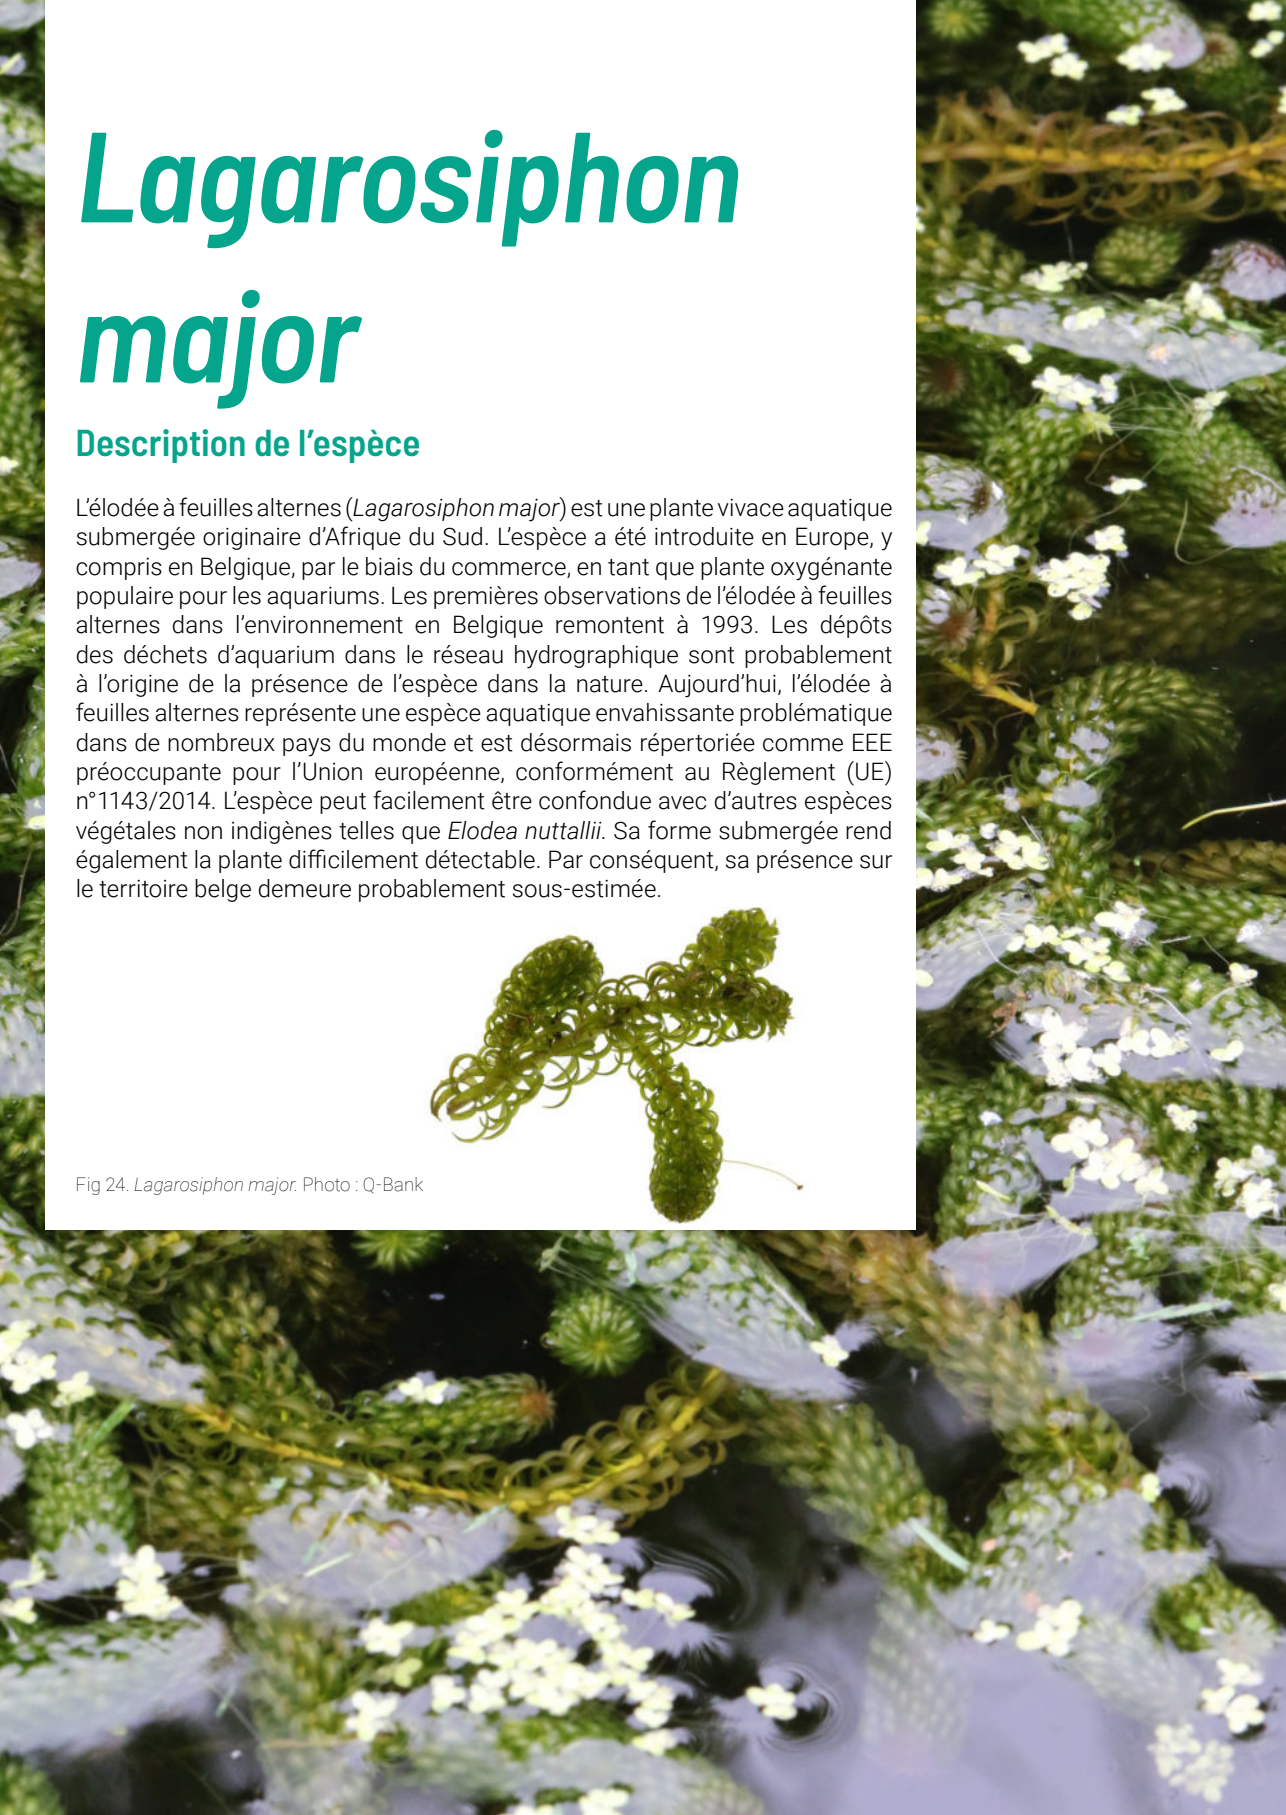 Lagarosiphon
major
Description de l’espèce
L’élodée à feuilles alternes (Lagarosiphon major) est une plante vivace aquatique
submergée originaire d’Afrique du Sud. L’espèce a été introduite en Europe, y
compris en Belgique, par le biais du commerce, en tant que plante oxygénante
populaire pour les aquariums. Les premières observations de l’élodée à feuilles
alternes dans l’environnement en Belgique remontent à 1993. Les dépôts
des déchets d’aquarium dans le réseau hydrographique sont probablement
à l’origine de la présence de l’espèce dans la nature. Aujourd’hui, l’élodée à
feuilles alternes représente une espèce aquatique envahissante problématique
dans de nombreux pays du monde et est désormais répertoriée comme EEE
préoccupante pour l’Union européenne, conformément au Règlement (UE)
n°1143/2014. L’espèce peut facilement être confondue avec d’autres espèces
végétales non indigènes telles que Elodea nuttallii. Sa forme submergée rend
également la plante difficilement détectable. Par conséquent, sa présence sur
le territoire belge demeure probablement sous-estimée.
Fig 24. Lagarosiphon major. Photo : Q-Bank